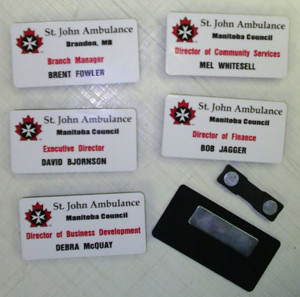 St. John Ambulance
Brandon, MB
Branch Manager
BRENT FOWLER
St. John Ambulance
Manitoba Council
Director of Community Services
MEL WHITESELL
St. John Ambulance
Manitoba Council
Executive Director
DAVID BJORNSON
St. John Ambulance
Manitoba Council
Director of Finance
BOB JAGGER
St. John Ambulance
Manitoba Council
Director of Business Development
DEBRA McQUAY